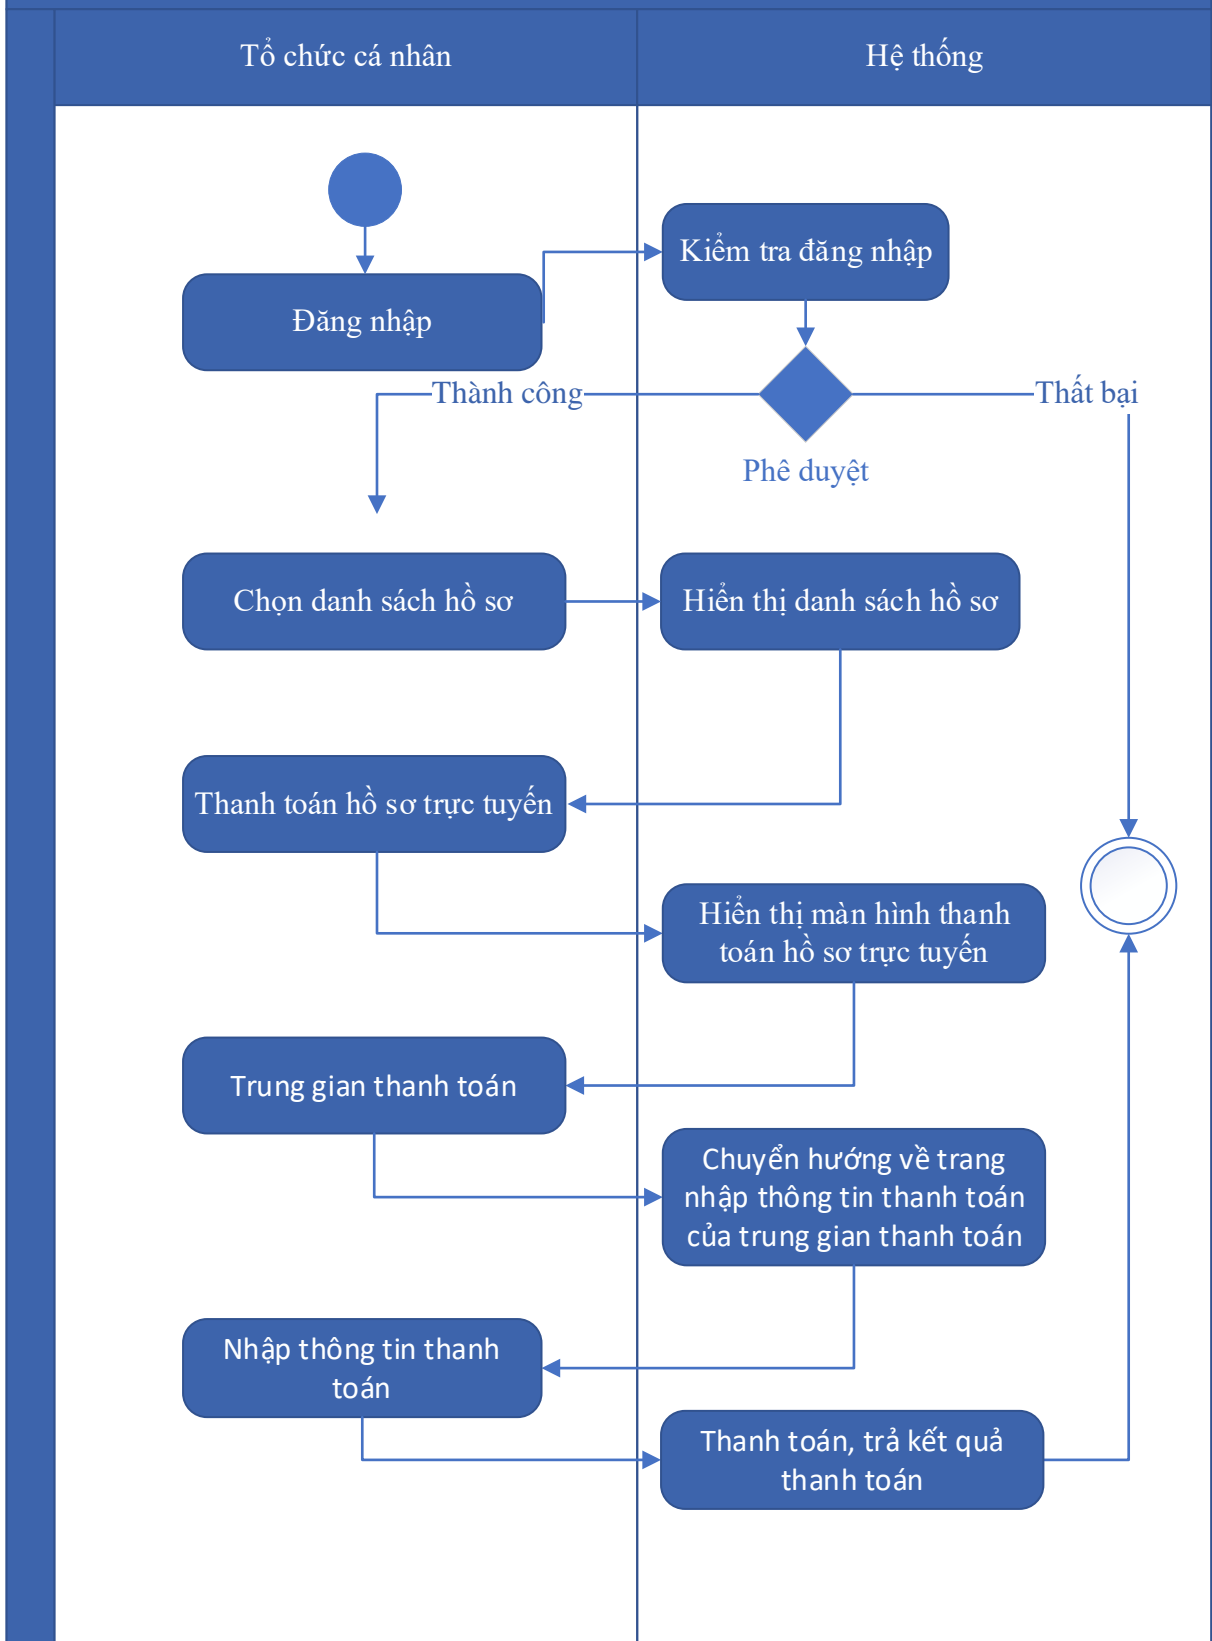 Tổ chức cá nhân
Hệ thống
Kiểm tra đăng nhập
Đăng nhập
Thành công
Thất bại
Phê duyệt
Chọn danh sách hồ sơ
Hiển thị danh sách hồ sơ
Thanh toán hồ sơ trực tuyến
Hiển thị màn hình thanh
toán hồ sơ trực tuyến
Trung gian thanh toán
Chuyển hướng về trang
nhập thông tin thanh toán
của trung gian thanh toán
Nhập thông tin thanh
toán
Thanh toán, trả kết quả
thanh toán